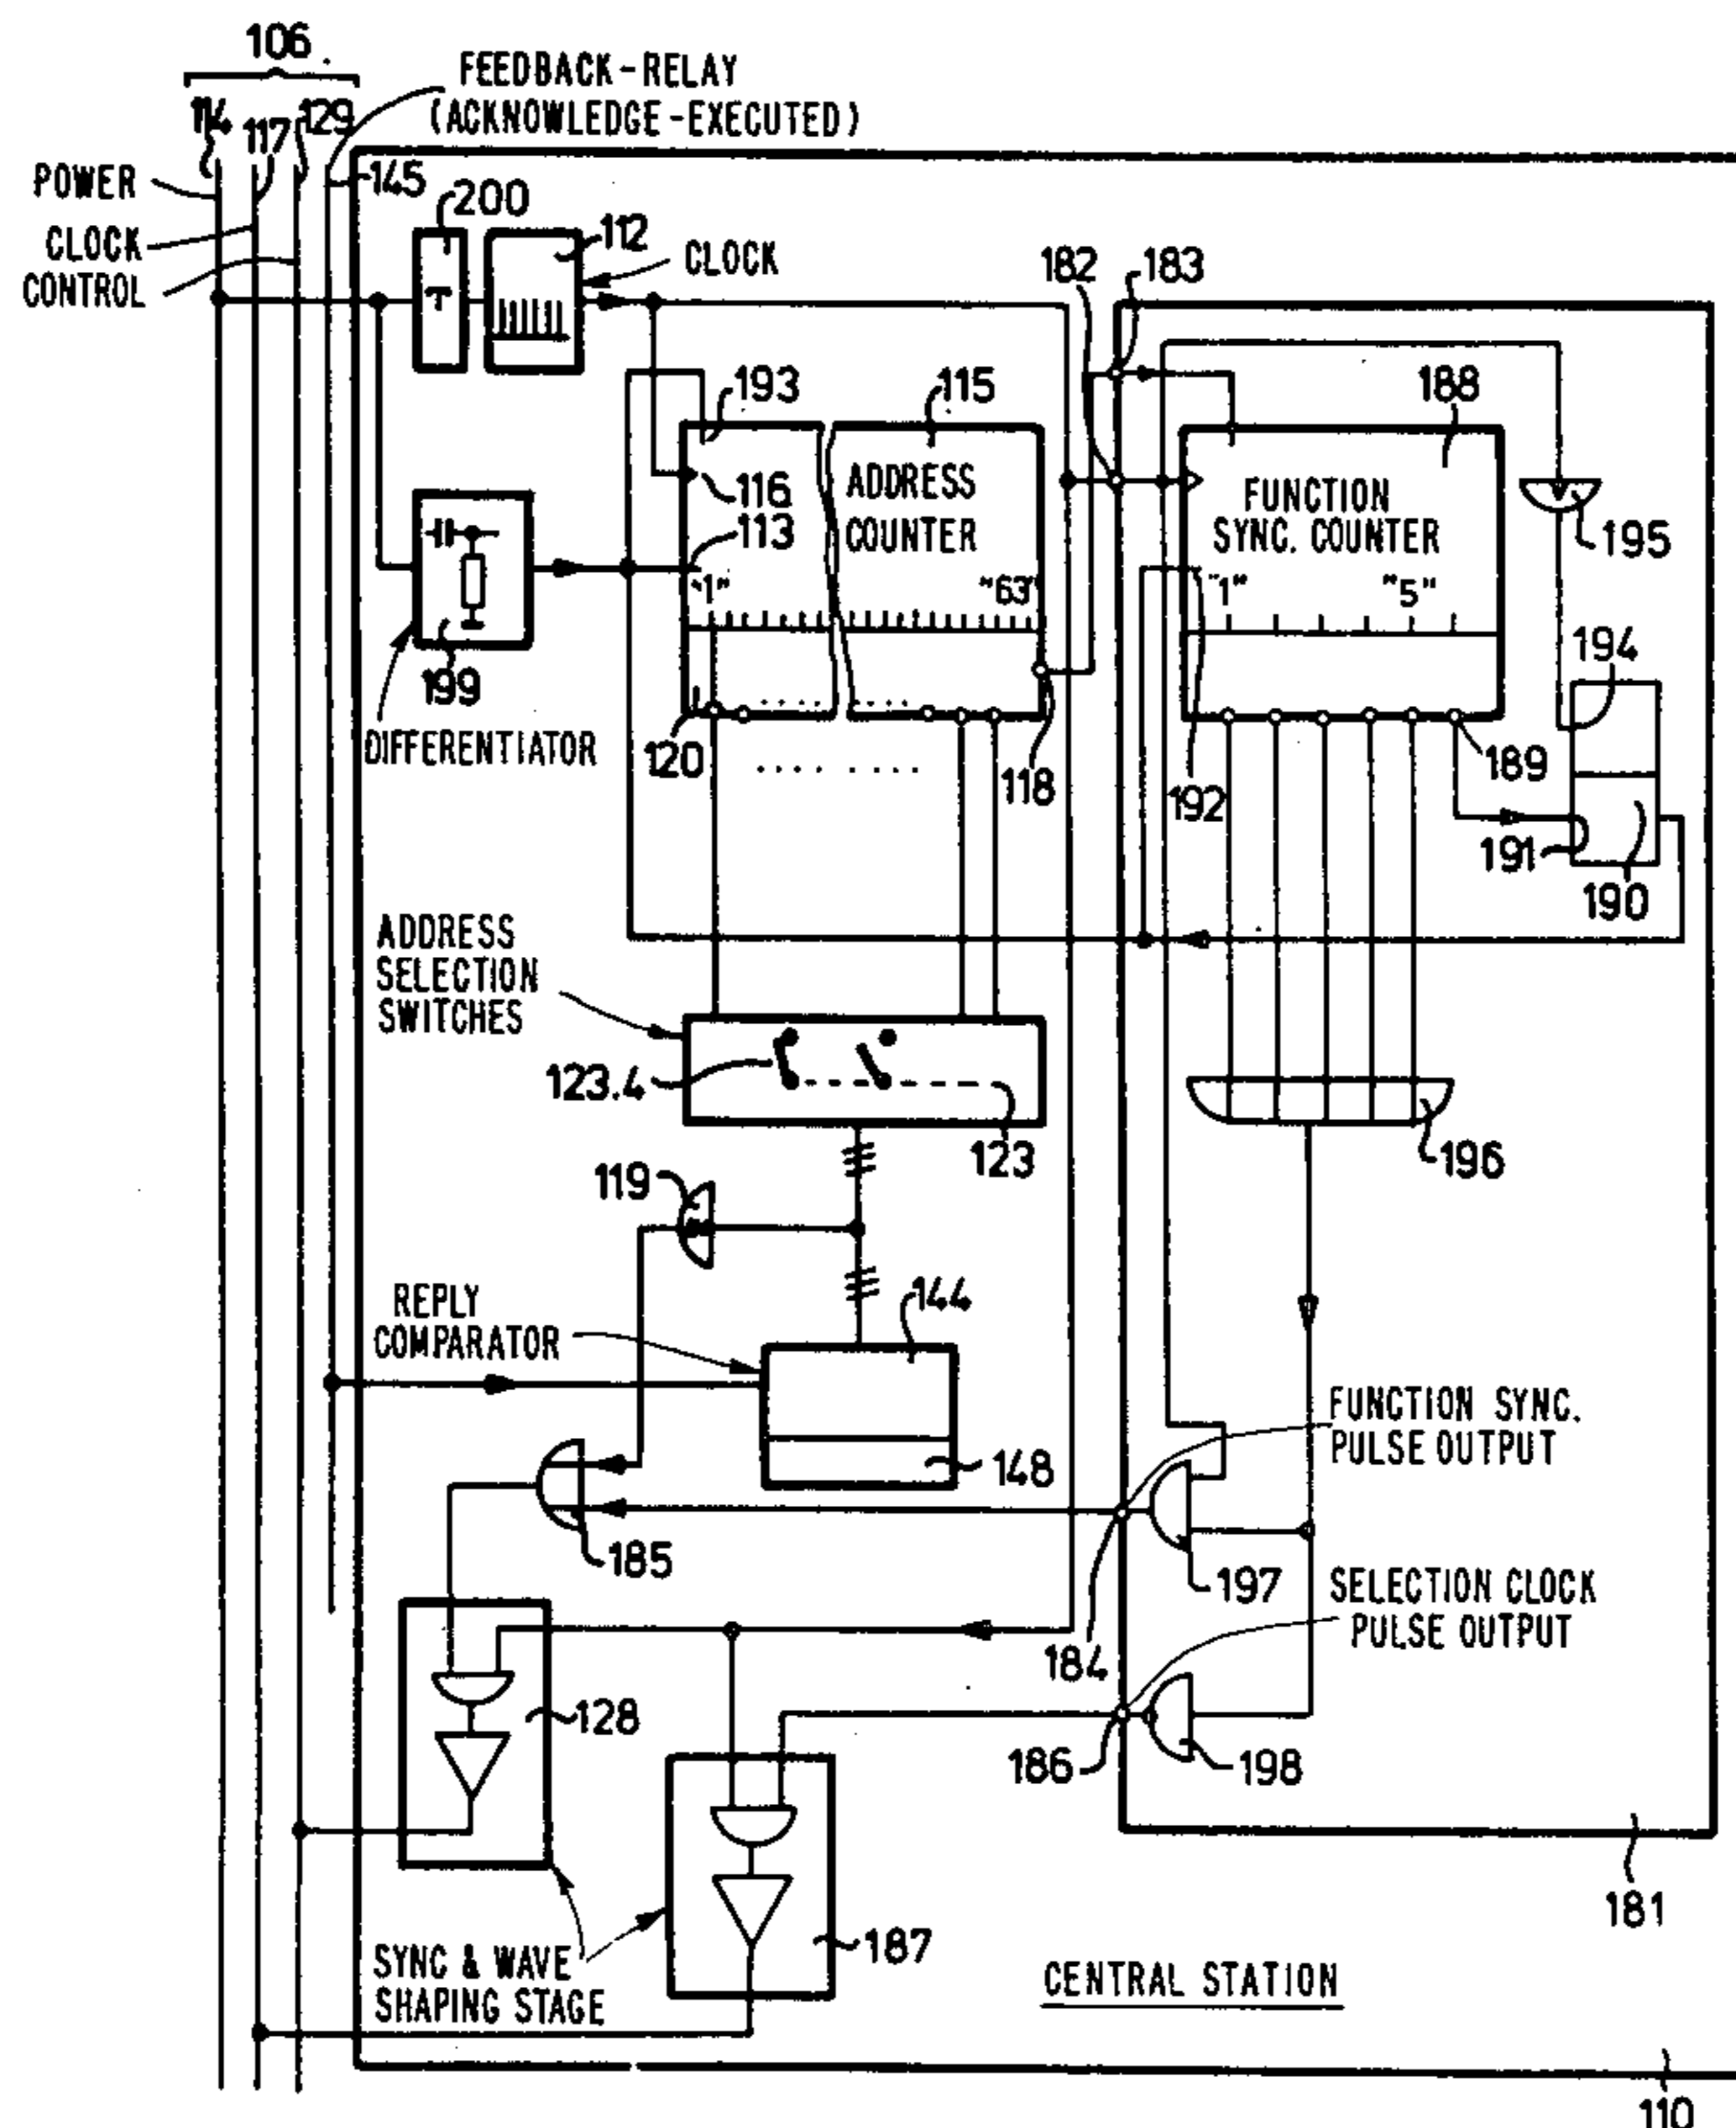 106
FEEDBACK-RELAY
(ACKNOWLEDGE-EXECUTED)
114
117
129
POWER
145
CLOCK
CONTROL
200
112
CLOCK
182
183
193
115
188
116
113
ADDRESS
COUNTER
FUNCTION
SYNC. COUNTER
195
"1"
"63"
"1"
"5"
T
199
194
DIFFERENTIATOR
120
118
192
189
191
190
ADDRESS
SELECTION
SWITCHES
123.4
123
196
119
REPLY
COMPARATOR
144
148
FUNCTION SYNC.
PULSE OUTPUT
185
197
184
SELECTION CLOCK
PULSE OUTPUT
128
186
198
187
181
SYNC & WAVE
SHAPING STAGE
CENTRAL STATION
110